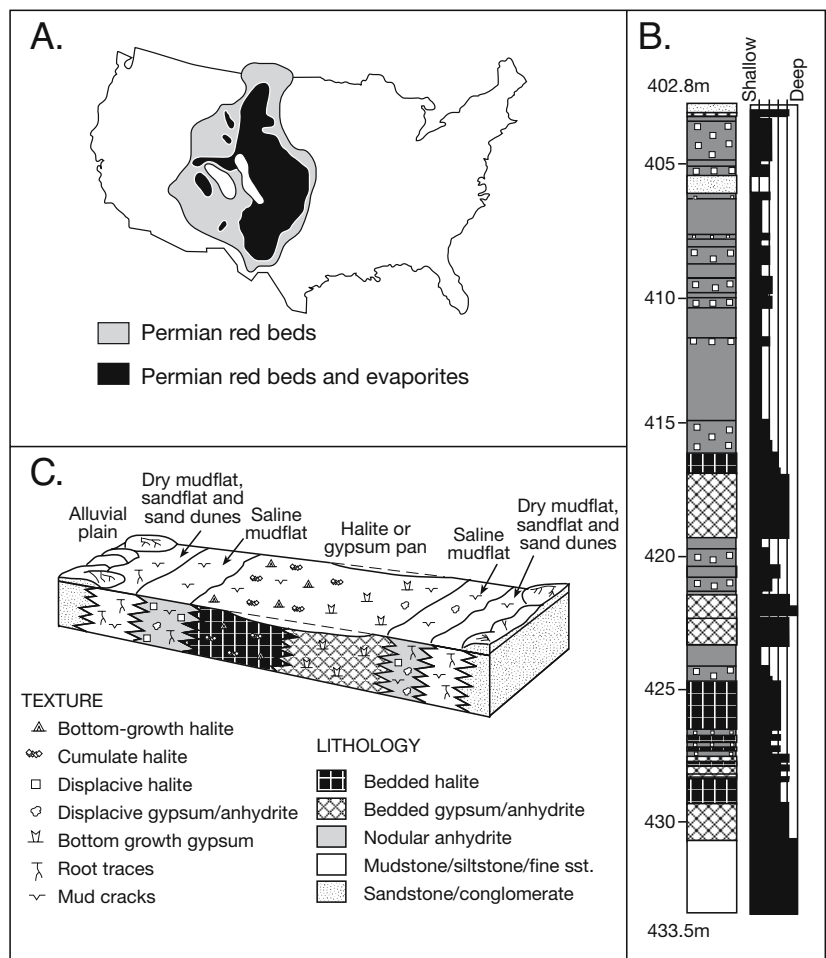 A.
Permian red beds
Permian red beds and evaporites
B.
Shallow
Deep
402.8m
405
410
415
420
425
430
433.5m
C.
Alluvial
plain
Dry mudflat,
sandflat and
sand dunes
Saline
mudflat
Halite or
gypsum pan
Saline
mudflat
Dry mudflat,
sandflat and
sand dunes
TEXTURE
Bottom-growth halite
Cumulate halite
Displacive halite
Displacive gypsum/anhydrite
Bottom growth gypsum
Root traces
Mud cracks
LITHOLOGY
Bedded halite
Bedded gypsum/anhydrite
Nodular anhydrite
Mudstone/siltstone/fine sst.
Sandstone/conglomerate